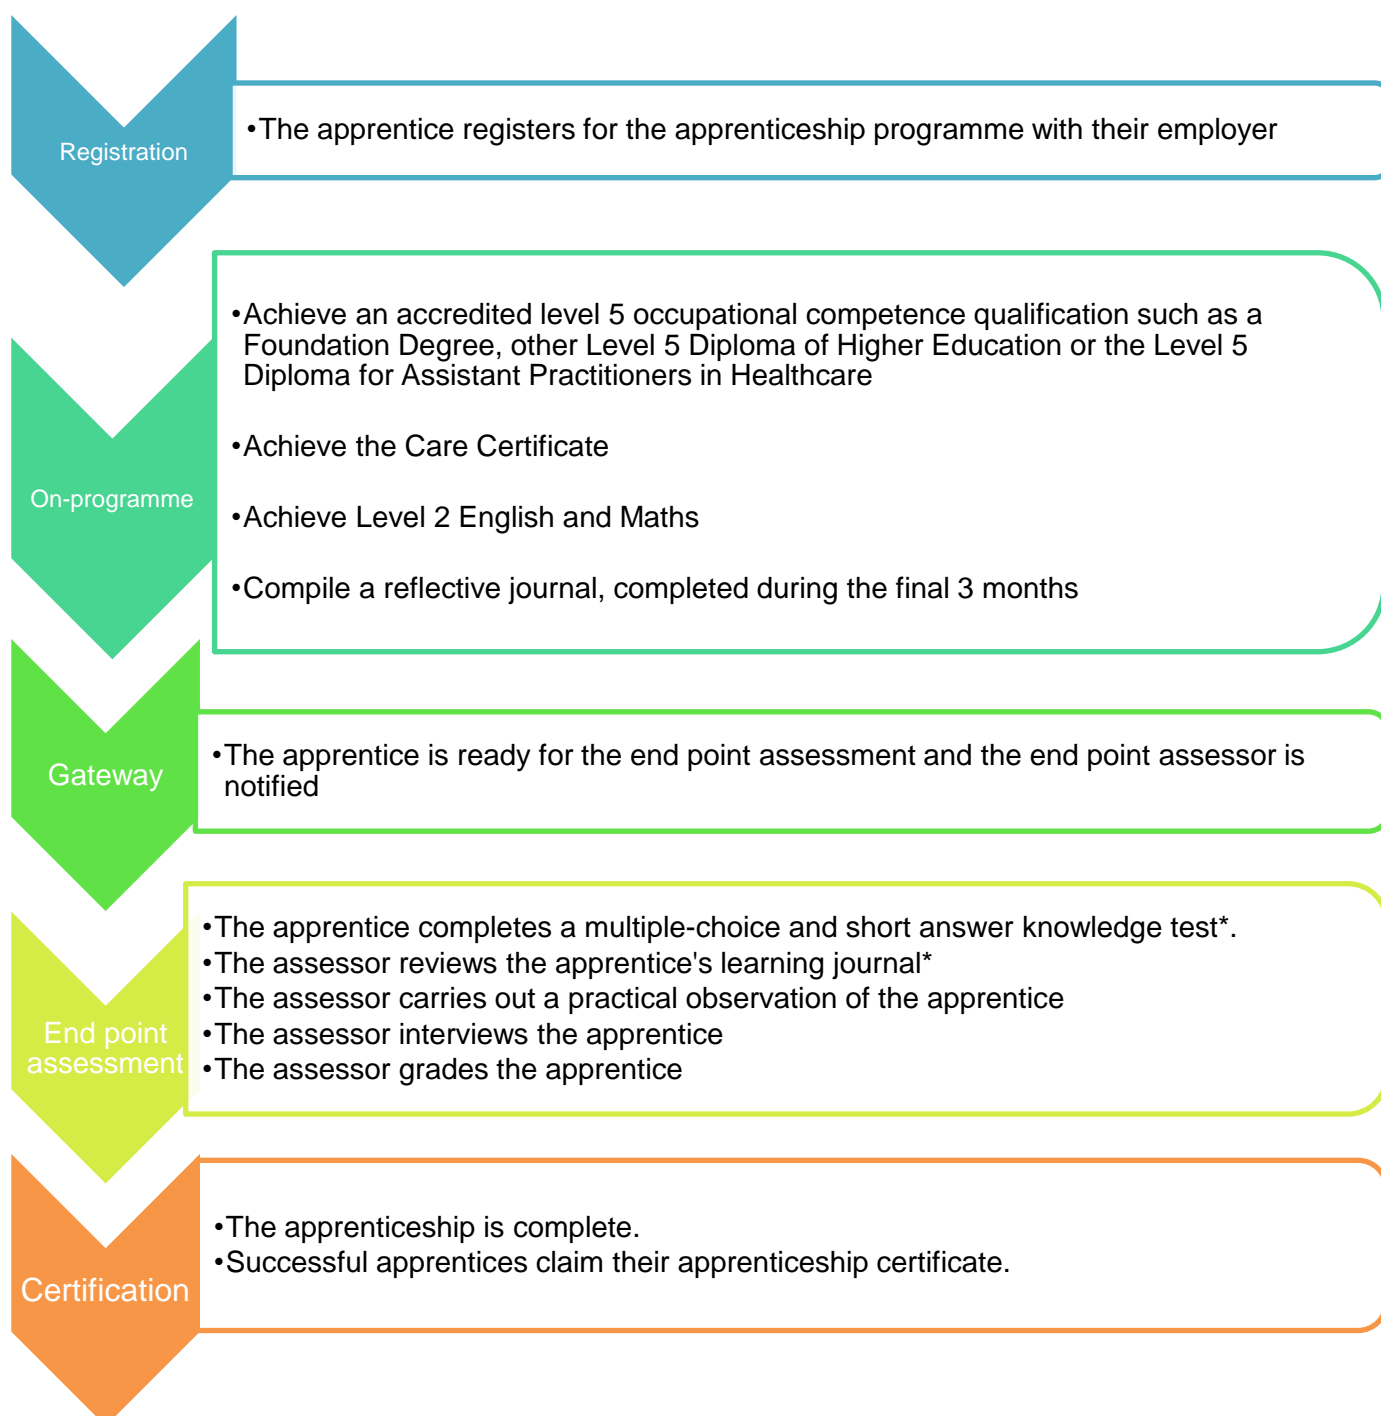 Registration
•The apprentice registers for the apprenticeship programme with their employer
On-programme
•Achieve an accredited level 5 occupational competence qualification such as a
Foundation Degree, other Level 5 Diploma of Higher Education or the Level 5
Diploma for Assistant Practitioners in Healthcare
•Achieve the Care Certificate
•Achieve Level 2 English and Maths
•Compile a reflective journal, completed during the final 3 months
Gateway
•The apprentice is ready for the end point assessment and the end point assessor is
notified
End point
assessment
•The apprentice completes a multiple-choice and short answer knowledge test*.
•The assessor reviews the apprentice's learning journal*
•The assessor carries out a practical observation of the apprentice
•The assessor interviews the apprentice
•The assessor grades the apprentice
Certification
•The apprenticeship is complete.
•Successful apprentices claim their apprenticeship certificate.